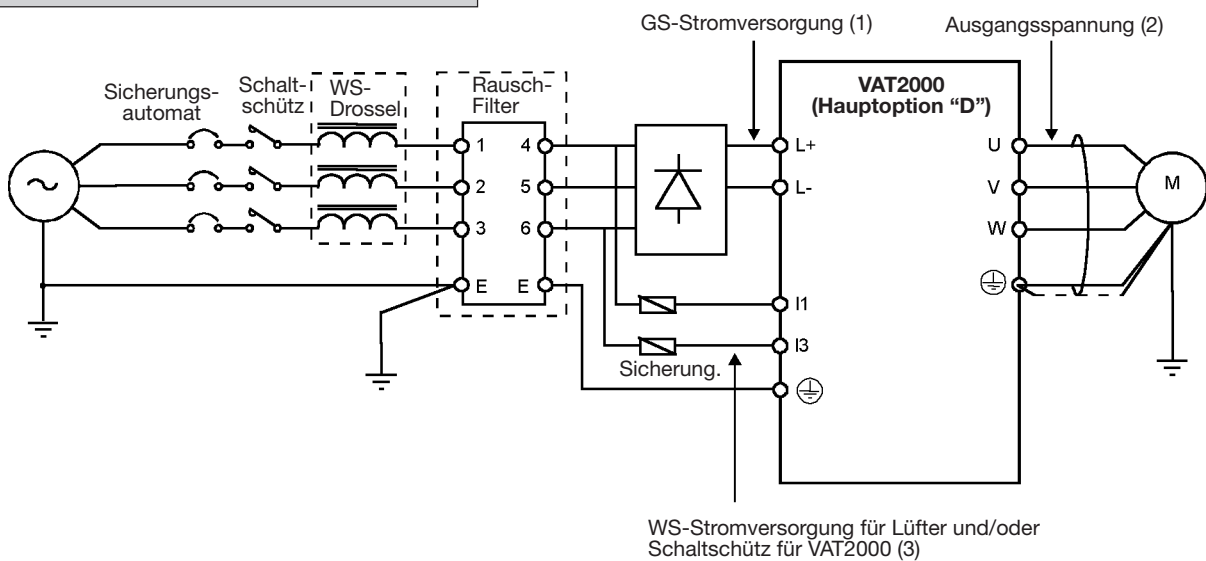 GS-Stromversorgung (1)
Ausgangsspannung (2)
Sicherungs-
automat
Schalt-
schütz
WS-
Drossel
Rausch-
Filter
VAT2000
(Hauptoption “D”)
1
4
L+
U
2
5
L-
V
M
3
6
W
E
E
I1
I3
Sicherung.
WS-Stromversorgung für Lüfter und/oder
Schaltschütz für VAT2000 (3)